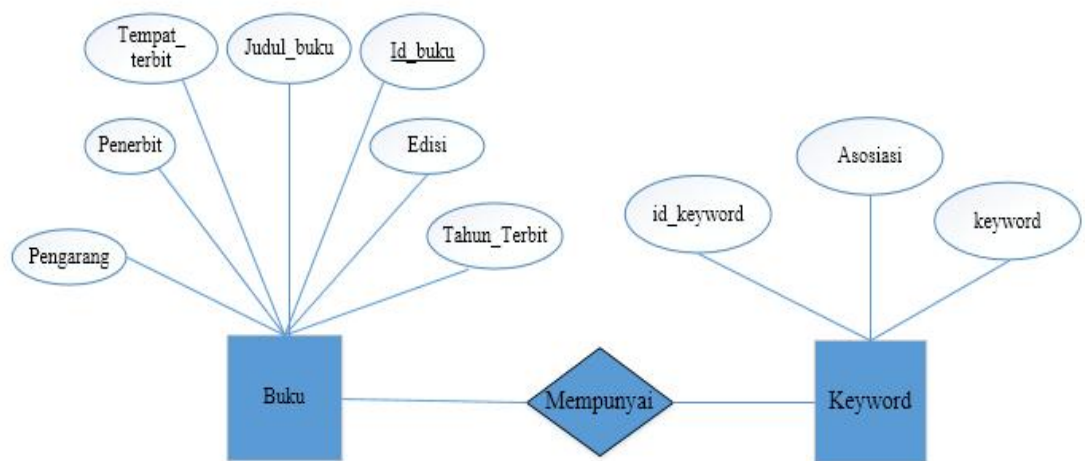 Tempat_
terbit
Judul_buku
Id_buku
Penerbit
Edisi
Asosiasi
id_keyword
keyword
Pengarang
Tahun_Terbit
Buku
Mempunyai
Keyword